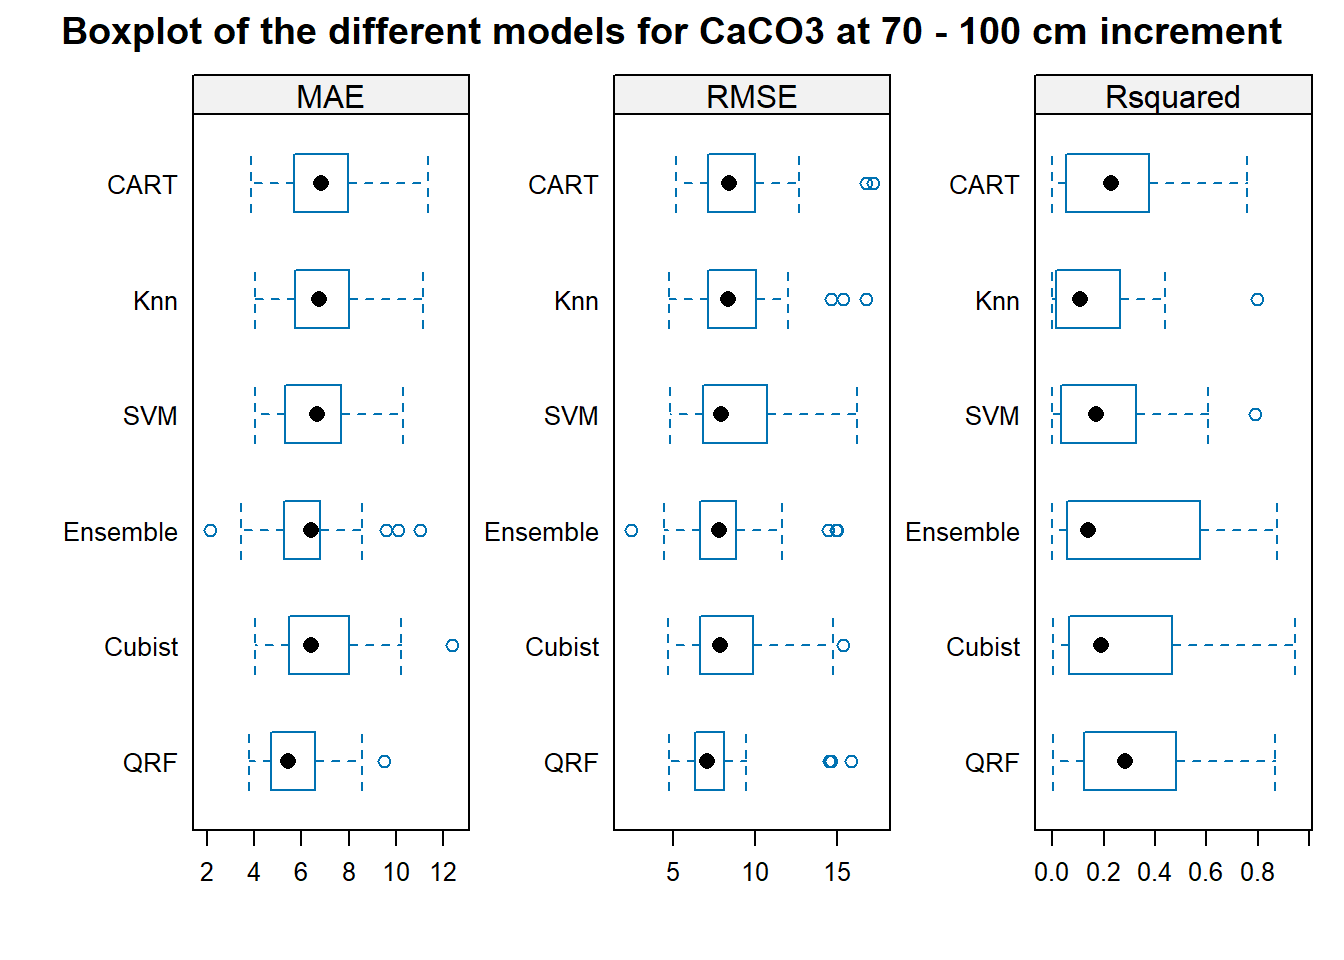 Boxplot of the different models for CaCO3 at 70 - 100 cm increment
MAE
CART
Knn
SVM
Ensemble
Cubist
QRF
2 4 6 8 10 12
RMSE
CART
Knn
SVM
Ensemble
Cubist
QRF
5 10 15
Rsquared
CART
Knn
SVM
Ensemble
Cubist
QRF
0.0 0.2 0.4 0.6 0.8